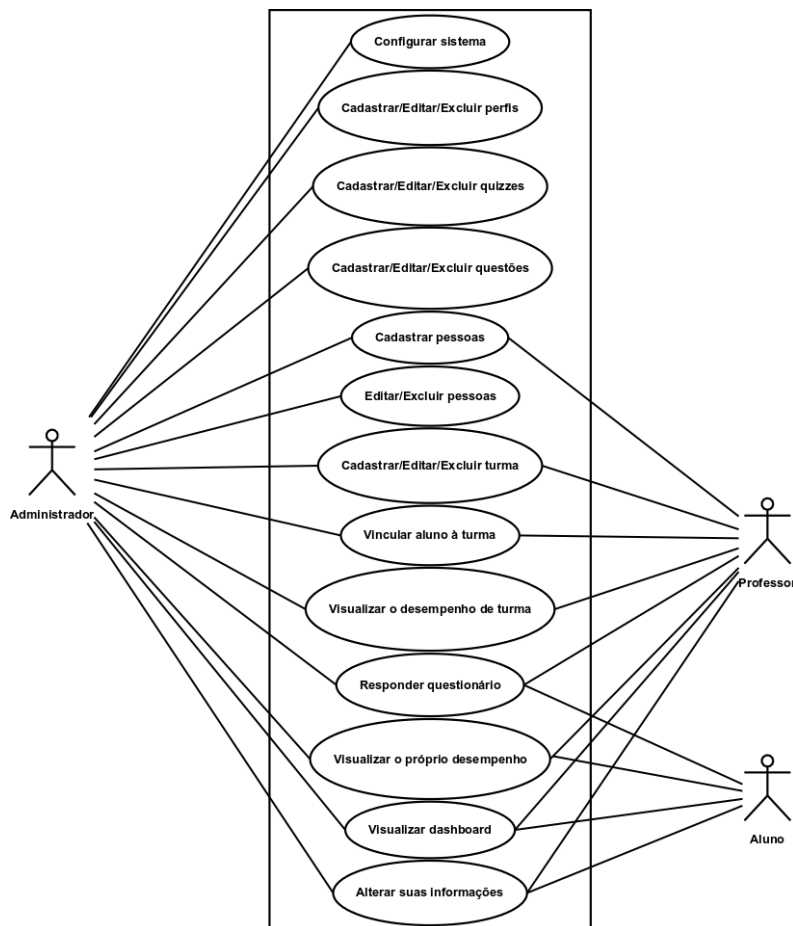 Configurar sistema
Cadastrar/Editar/Excluir perfis
Cadastrar/Editar/Excluir quizzes
Cadastrar/Editar/Excluir questões
Cadastrar pessoas
Editar/Excluir pessoas
Cadastrar/Editar/Excluir turma
Vincular aluno à turma
Visualizar o desempenho de turma
Responder questionário
Visualizar o próprio desempenho
Visualizar dashboard
Alterar suas informações
Administrador
Professor
Aluno